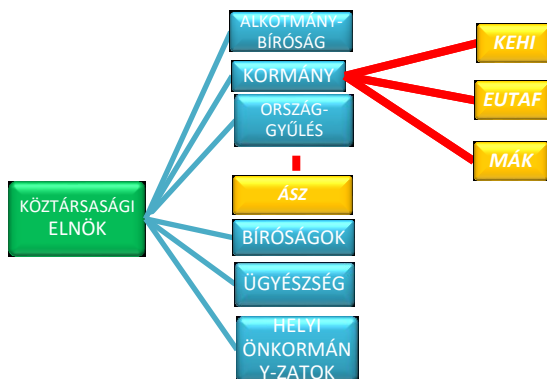 ALKOTMÁNY-
BÍRÓSÁG
KORMÁNY
ORSZÁG-
GYŰLÉS
ÁSZ
KÖZTÁRSASÁGI
ELNÖK
BÍRÓSÁGOK
ÜGYÉSZSÉG
HELYI
ÖNKORMÁN
Y-ZATOK
KEHI
EUTAF
MÁK